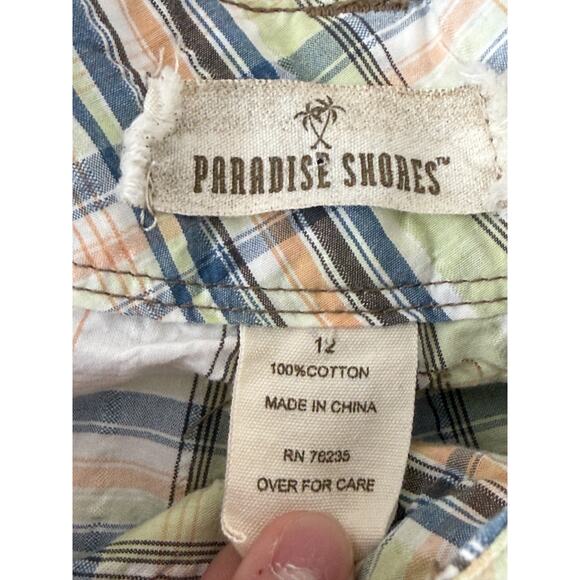 PARADISE SHORES™
12
100%COTTON
MADE IN CHINA
RN 76235
OVER FOR CARE